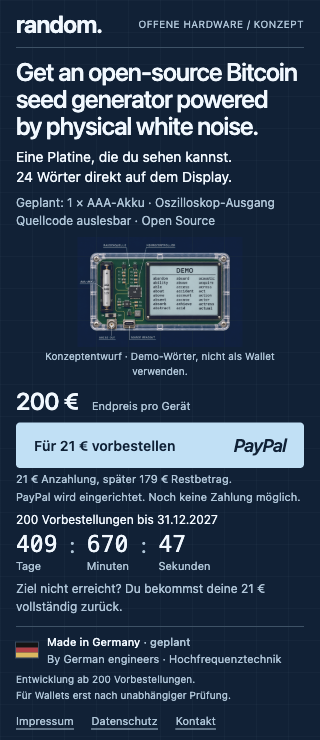 random.
OFFENE HARDWARE / KONZEPT
Get an open-source Bitcoin
seed generator powered
by physical white noise.
Eine Platine, die du sehen kannst.
24 Wörter direkt auf dem Display.
Geplant: 1 × AAA-Akku · Oszilloskop-Ausgang
Quellcode auslesbar · Open Source
DEMO
Konzeptentwurf · Demo-Wörter, nicht als Wallet
verwenden.
200 € Endpreis pro Gerät
Für 21 € vorbestellen PayPal
21 € Anzahlung, später 179 € Restbetrag.
PayPal wird eingerichtet. Noch keine Zahlung möglich.
200 Vorbestellungen bis 31.12.2027
409 : 670 : 47
Tage Minuten Sekunden
Ziel nicht erreicht? Du bekommst deine 21 €
vollständig zurück.
Made in Germany · geplant
By German engineers · Hochfrequenztechnik
Entwicklung ab 200 Vorbestellungen.
Für Wallets erst nach unabhängiger Prüfung.
Impressum Datenschutz Kontakt